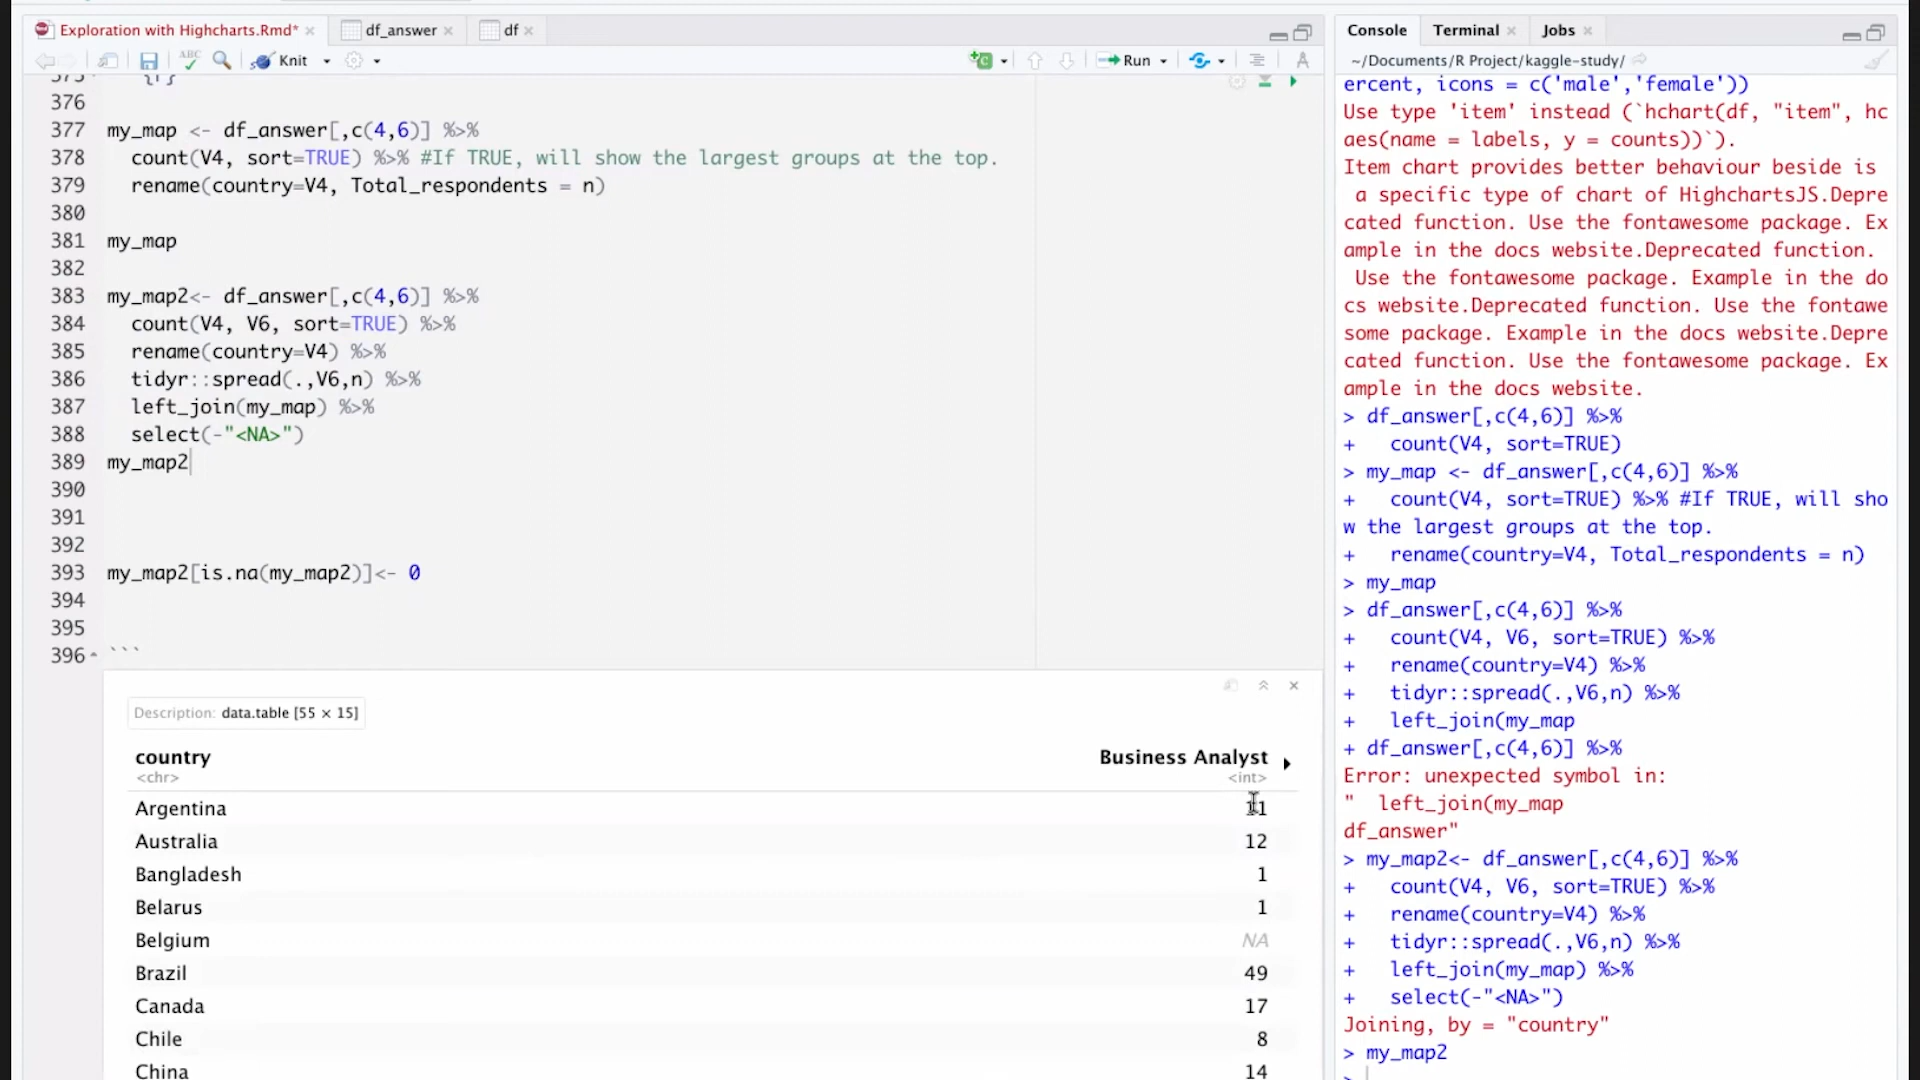 Exploration with Highcharts.Rmd*
df_answer
df
ABC
Knit
Run
375
{r}
376
377 my_map <- df_answer[,c(4,6)] %>%
378 count(V4, sort=TRUE) %>% #If TRUE, will show the largest groups at the top.
379 rename(country=V4, Total_respondents = n)
380
381 my_map
382
383 my_map2<- df_answer[,c(4,6)] %>%
384 count(V4, V6, sort=TRUE) %>%
385 rename(country=V4) %>%
386 tidyr::spread(.,V6,n) %>%
387 left_join(my_map) %>%
388 select(-"<NA>")
389 my_map2
390
391
392
393 my_map2[is.na(my_map2)]<- 0
394
395
396 ```
Description: data.table [55 × 15]
country Business Analyst
<chr> <int>
Argentina 11
Australia 12
Bangladesh 1
Belarus 1
Belgium NA
Brazil 49
Canada 17
Chile 8
China 14
Console Terminal Jobs
~/Documents/R Project/kaggle-study/
ercent, icons = c('male','female'))
Use type 'item' instead (`hchart(df, "item", hc
aes(name = labels, y = counts))`).
Item chart provides better behaviour beside is
a specific type of chart of HighchartsJS.Depre
cated function. Use the fontawesome package. Ex
ample in the docs website.Deprecated function.
Use the fontawesome package. Example in the do
cs website.Deprecated function. Use the fontawe
some package. Example in the docs website.Depre
cated function. Use the fontawesome package. Ex
ample in the docs website.
> df_answer[,c(4,6)] %>%
+ count(V4, sort=TRUE)
> my_map <- df_answer[,c(4,6)] %>%
+ count(V4, sort=TRUE) %>% #If TRUE, will sho
w the largest groups at the top.
+ rename(country=V4, Total_respondents = n)
> my_map
> df_answer[,c(4,6)] %>%
+ count(V4, V6, sort=TRUE) %>%
+ rename(country=V4) %>%
+ tidyr::spread(.,V6,n) %>%
+ left_join(my_map
+ df_answer[,c(4,6)] %>%
Error: unexpected symbol in:
" left_join(my_map
df_answer"
> my_map2<- df_answer[,c(4,6)] %>%
+ count(V4, V6, sort=TRUE) %>%
+ rename(country=V4) %>%
+ tidyr::spread(.,V6,n) %>%
+ left_join(my_map) %>%
+ select(-"<NA>")
Joining, by = "country"
> my_map2
>